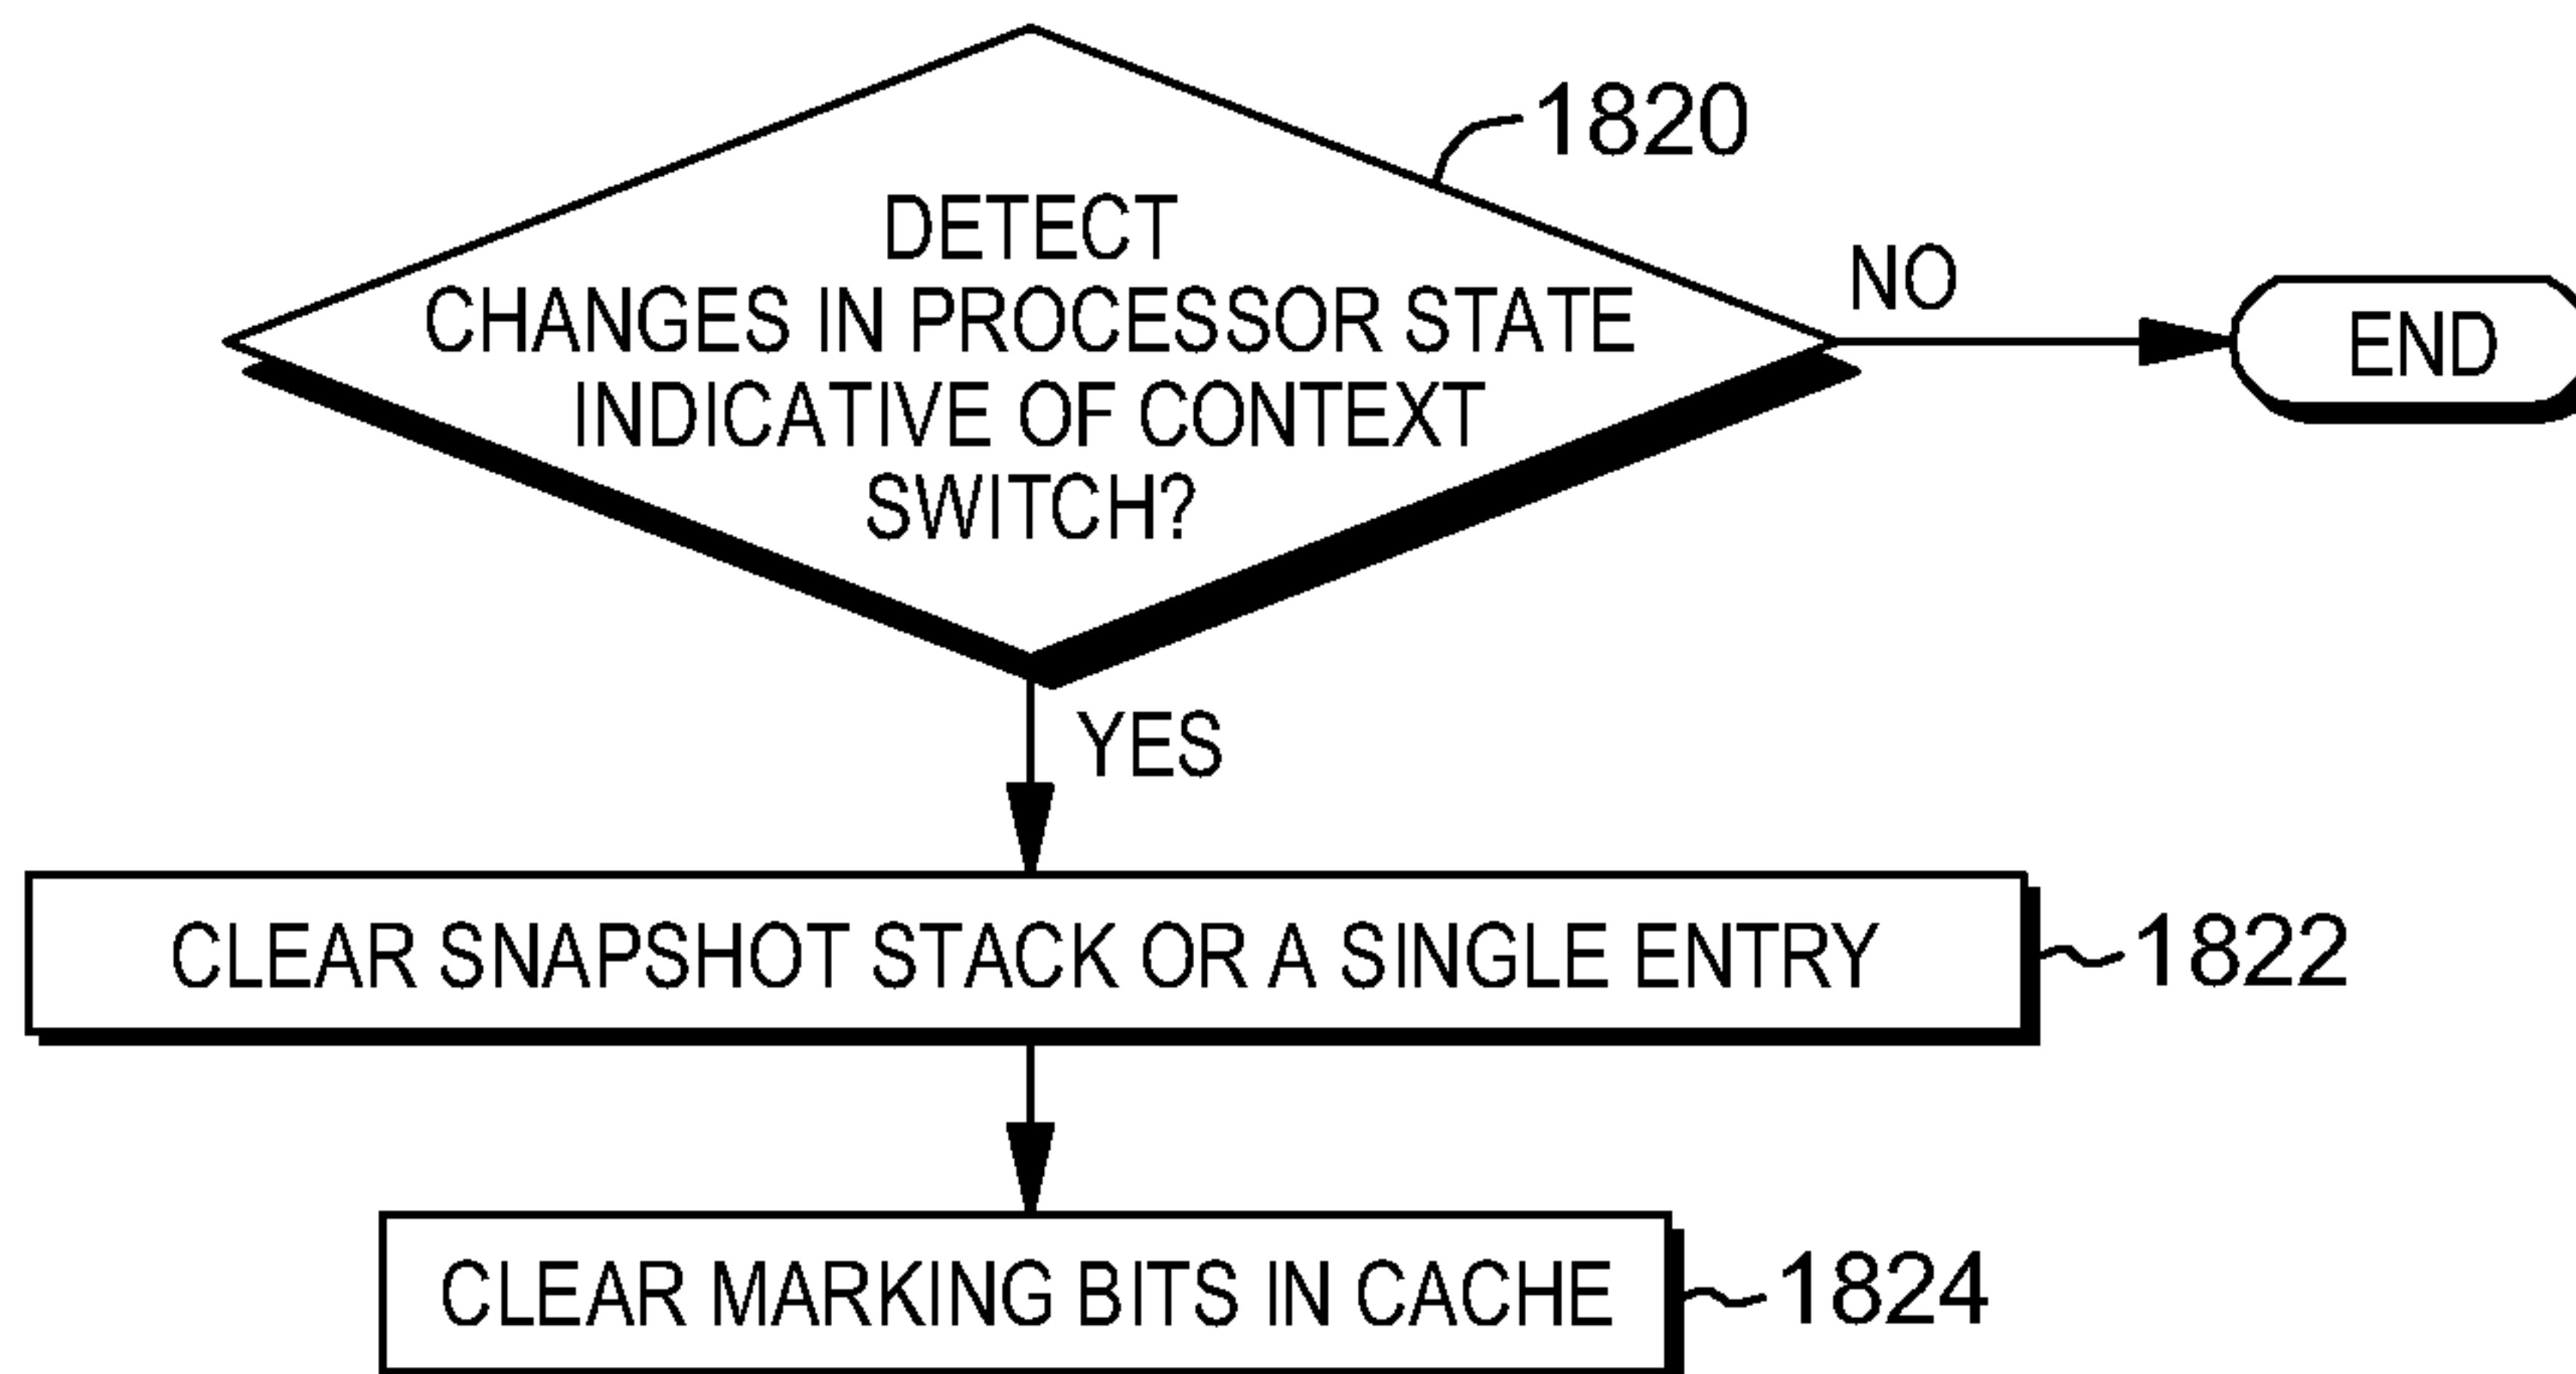 1820
DETECT
CHANGES IN PROCESSOR STATE
INDICATIVE OF CONTEXT
SWITCH?
NO
END
YES
CLEAR SNAPSHOT STACK OR A SINGLE ENTRY
1822
CLEAR MARKING BITS IN CACHE
1824